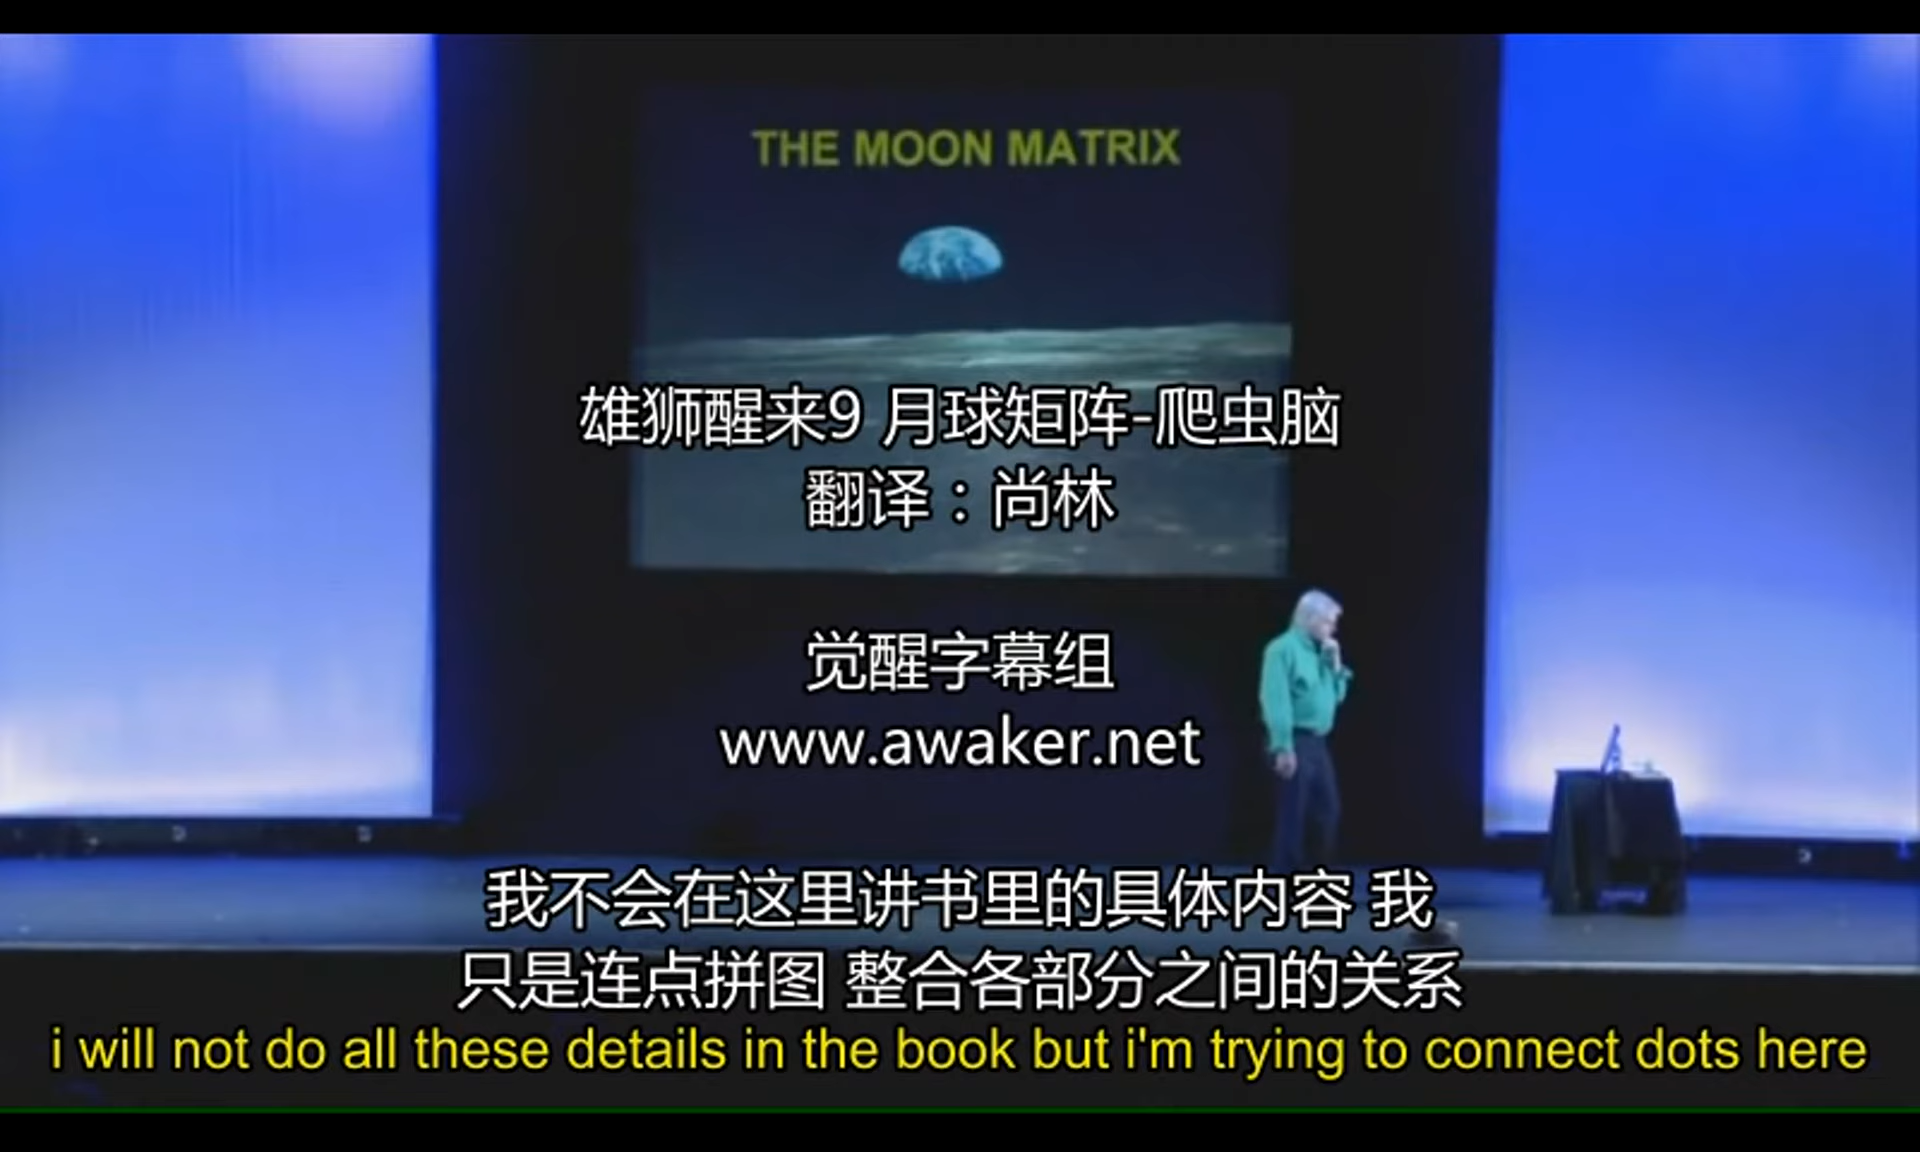 THE MOON MATRIX
雄狮醒来9 月球矩阵-爬虫脑
翻译：尚林
觉醒字幕组
www.awaker.net
我不会在这里讲书里的具体内容 我
只是连点拼图 整合各部分之间的关系
i will not do all these details in the book but i'm trying to connect dots here